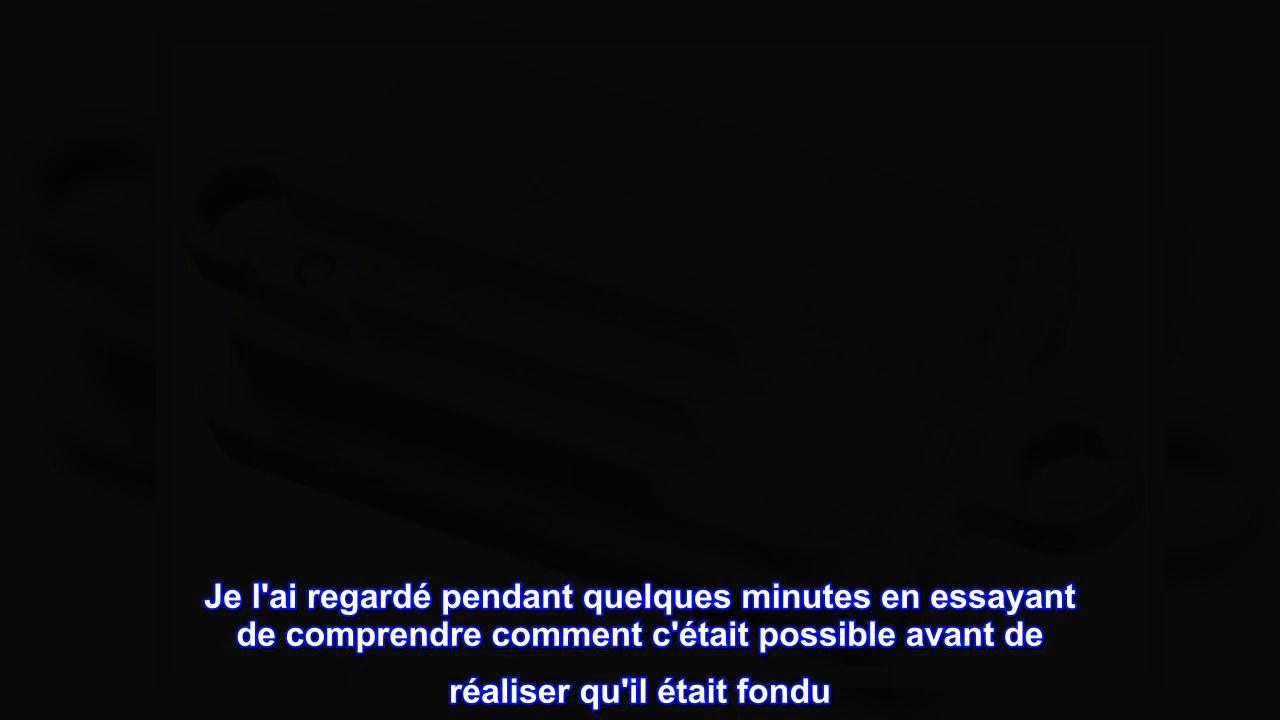 Je l'ai regardé pendant quelques minutes en essayant
de comprendre comment c'était possible avant de
réaliser qu'il était fondu